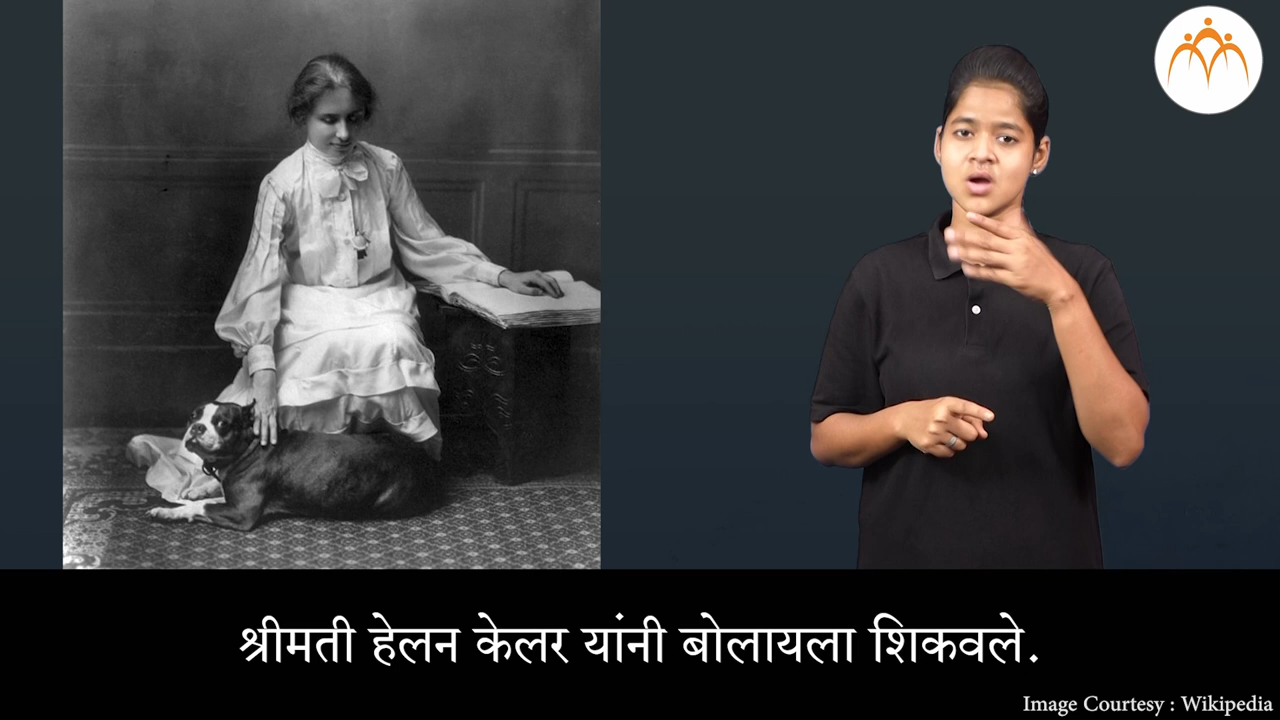 श्रीमती हेलन केलर यांनी बोलायला शिकवले.
Image Courtesy : Wikipedia